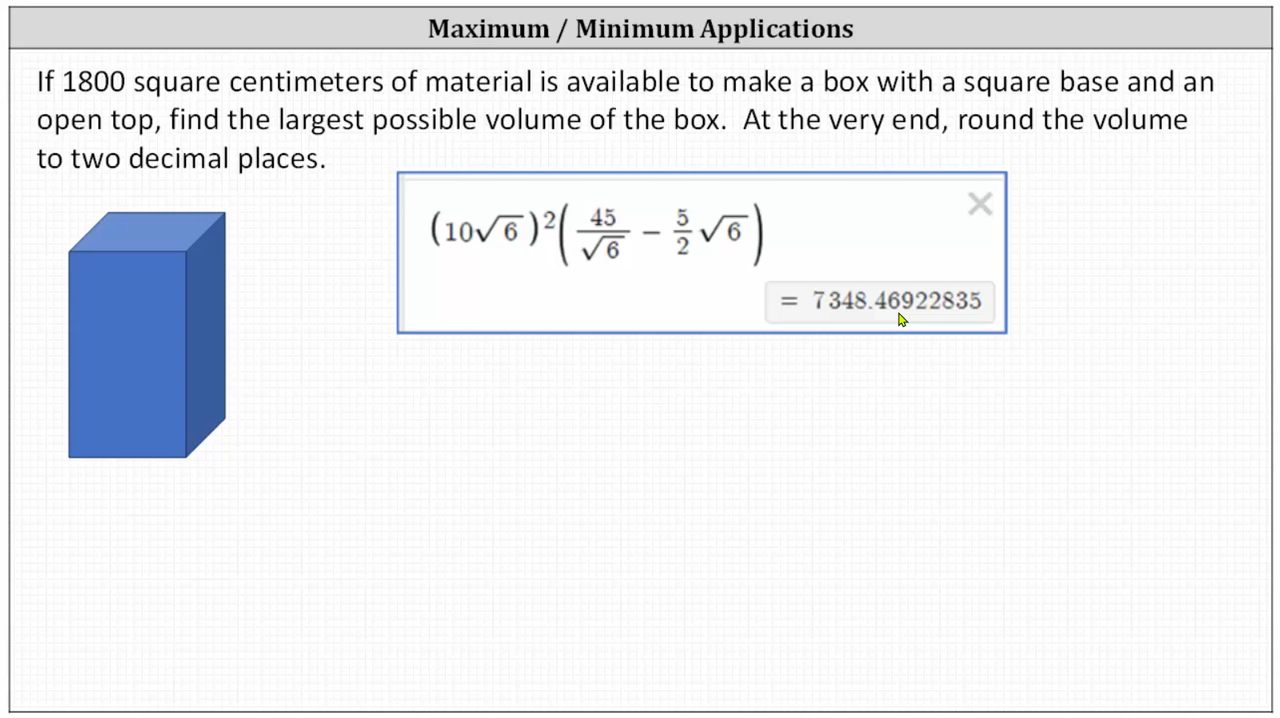 Maximum / Minimum Applications
If 1800 square centimeters of material is available to make a box with a square base and an
open top, find the largest possible volume of the box. At the very end, round the volume
to two decimal places.
(10√6)²(45/√6 − 5/2 √6)
= 7348.46922835